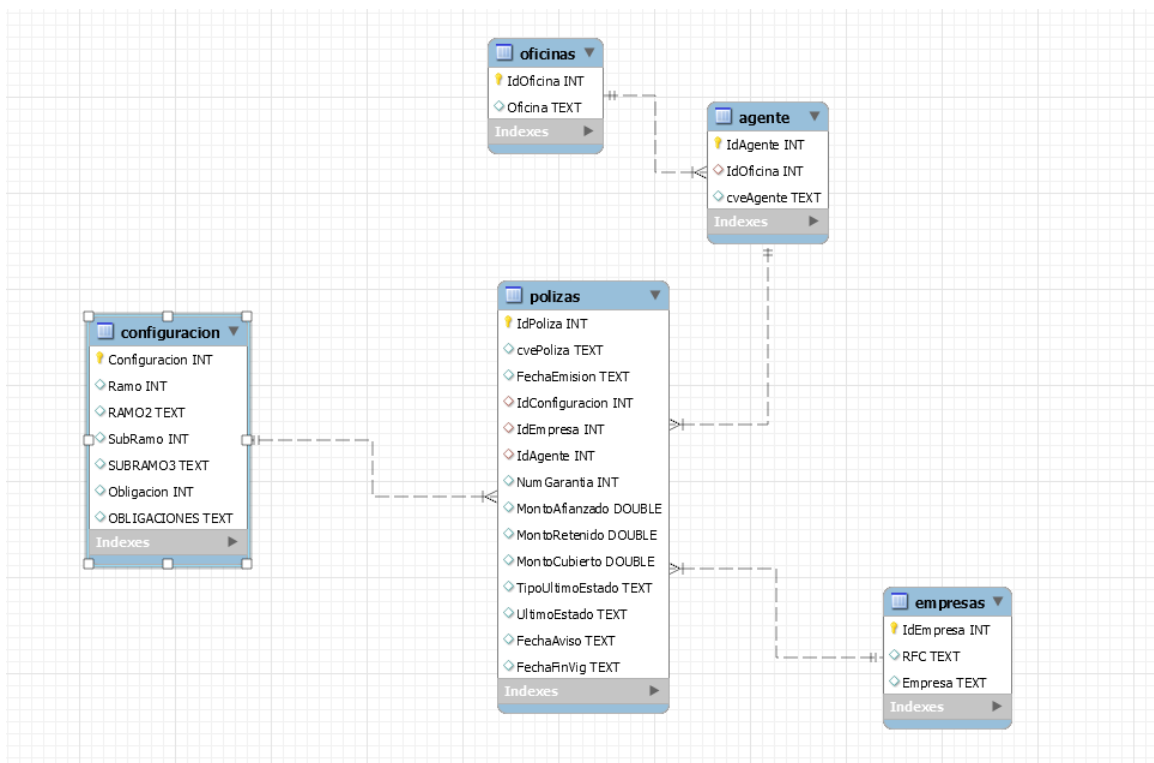 oficinas
IdOficina INT
Oficina TEXT
Indexes
agente
IdAgente INT
IdOficina INT
cveAgente TEXT
Indexes
configuracion
Configuracion INT
Ramo INT
RAMO2 TEXT
SubRamo INT
SUBRAMO3 TEXT
Obligacion INT
OBLIGACIONES TEXT
Indexes
polizas
IdPoliza INT
cvePoliza TEXT
FechaEmision TEXT
IdConfiguracion INT
IdEmpresa INT
IdAgente INT
NumGarantia INT
MontoAfianzado DOUBLE
MontoRetenido DOUBLE
MontoCubierto DOUBLE
TipoUltimoEstado TEXT
UltimoEstado TEXT
FechaAviso TEXT
FechaFinVig TEXT
Indexes
empresas
IdEmpresa INT
RFC TEXT
Empresa TEXT
Indexes